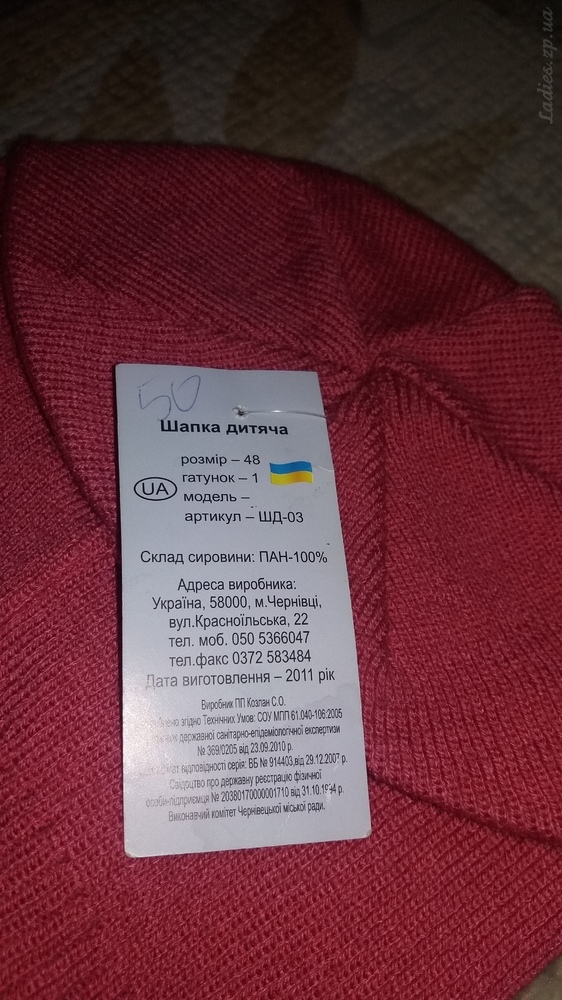 Ladies.zp.ua
50
Шапка дитяча
розмір – 48
гатунок – 1
UA
модель –
артикул – ШД-03
Склад сировини: ПАН-100%
Адреса виробника:
Україна, 58000, м.Чернівці,
вул.Красноїльська, 22
тел. моб. 050 5366047
тел.факс 0372 583484
Дата виготовлення – 2011 рік
Виробник ПП Козлан С.О.
згідно Технічних Умов: СОУ МПП 61.040-106:2005
державної санітарно-епідеміологічної експертизи
№ 369/0205 від 23.09.2010 р.
відповідності серія: ВБ № 914403,від 29.12.2007 р.
Свідоцтво про державну реєстрацію фізичної
особи-підприємця № 20380170000001710 від 31.10.1994 р.
Виконавчий комітет Чернівецької міської ради.